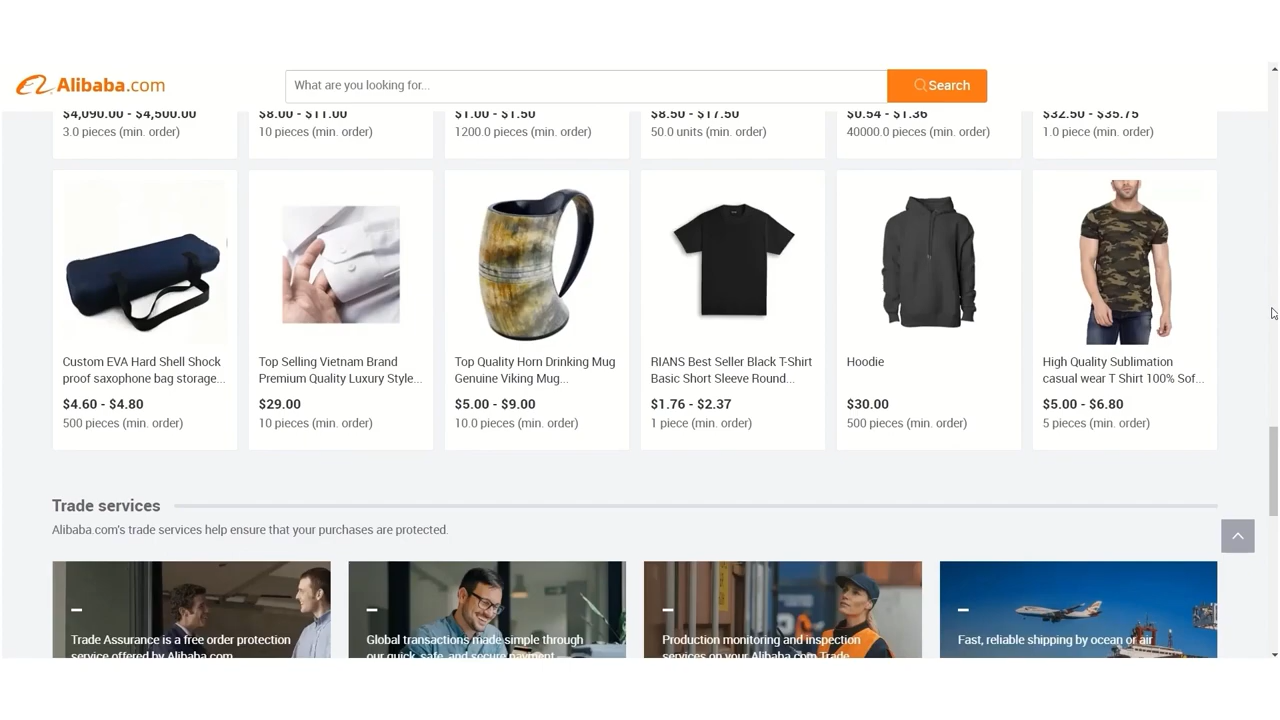 Alibaba.com
What are you looking for...
Search
$4,090.00 - $4,500.00
$8.00 - $11.00
$1.00 - $1.50
$8.50 - $17.50
$0.54 - $1.36
$32.50 - $35.75
3.0 pieces (min. order)
10 pieces (min. order)
1200.0 pieces (min. order)
50.0 units (min. order)
40000.0 pieces (min. order)
1.0 piece (min. order)
Custom EVA Hard Shell Shock
proof saxophone bag storage...
$4.60 - $4.80
500 pieces (min. order)
Top Selling Vietnam Brand
Premium Quality Luxury Style...
$29.00
10 pieces (min. order)
Top Quality Horn Drinking Mug
Genuine Viking Mug...
$5.00 - $9.00
10.0 pieces (min. order)
RIANS Best Seller Black T-Shirt
Basic Short Sleeve Round...
$1.76 - $2.37
1 piece (min. order)
Hoodie
$30.00
500 pieces (min. order)
High Quality Sublimation
casual wear T Shirt 100% Sof...
$5.00 - $6.80
5 pieces (min. order)
Trade services
Alibaba.com's trade services help ensure that your purchases are protected.
Trade Assurance is a free order protection
service offered by Alibaba.com
Global transactions made simple through
our quick, safe, and secure payment
Production monitoring and inspection
services on your Alibaba.com Trade
Fast, reliable shipping by ocean or air